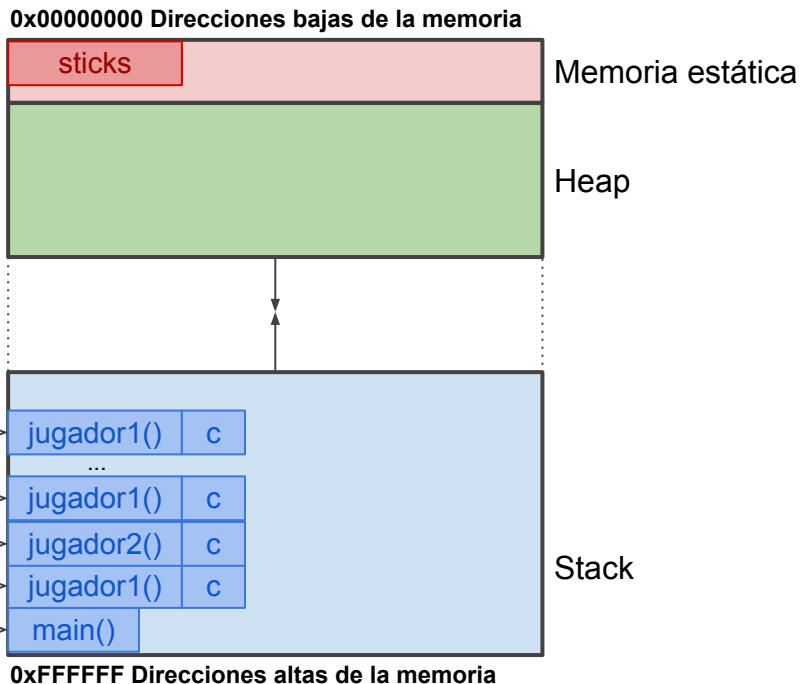 0x00000000 Direcciones bajas de la memoria
sticks
Memoria estática
Heap
jugador1() c
...
jugador1() c
jugador2() c
Stack
jugador1() c
main()
0xFFFFFF Direcciones altas de la memoria